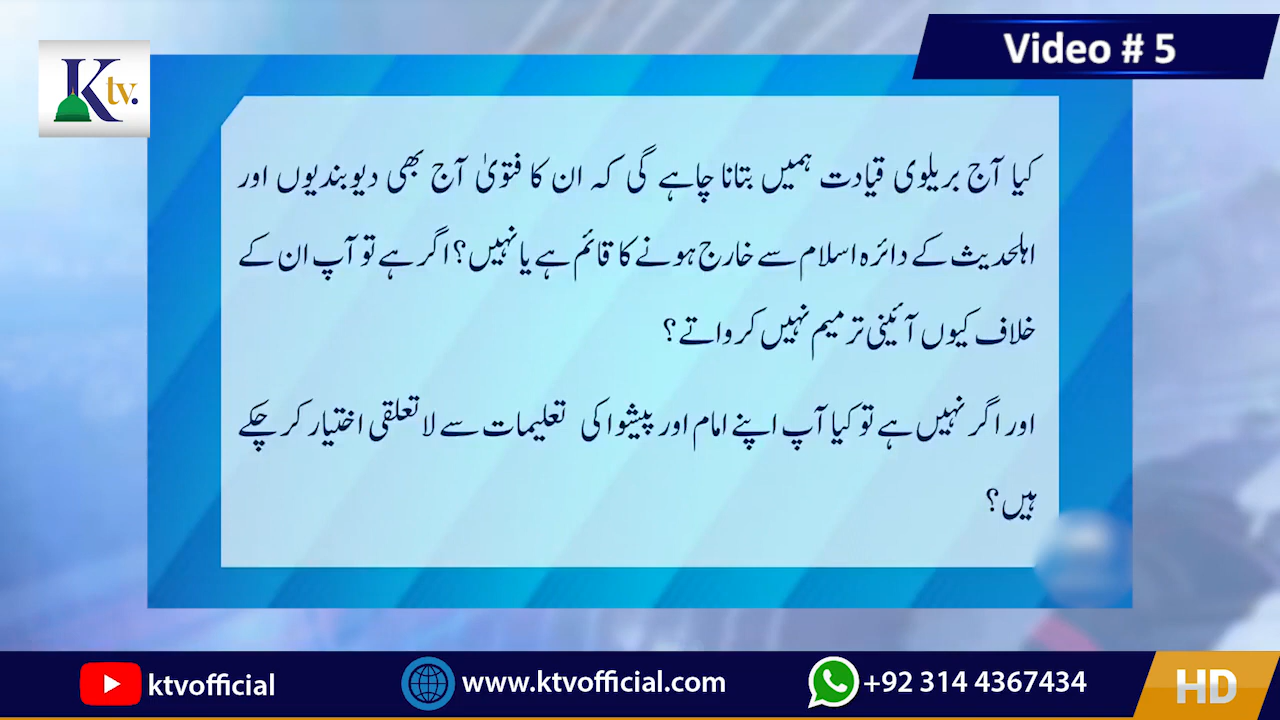 Video # 5
Ktv.
کیا آج بریلوی قیادت ہمیں بتانا چاہے گی کہ ان کا فتویٰ آج بھی دیوبندیوں اور
اہلحدیث کے دائرہ اسلام سے خارج ہونے کا قائم ہے یا نہیں؟ اگر ہے تو آپ ان کے
خلاف کیوں آئینی ترمیم نہیں کرواتے؟
اور اگر نہیں ہے تو کیا آپ اپنے امام اور پیشوا کی تعلیمات سے لا تعلقی اختیار کر چکے
ہیں؟
ktvofficial
www.ktvofficial.com
+92 314 4367434
HD